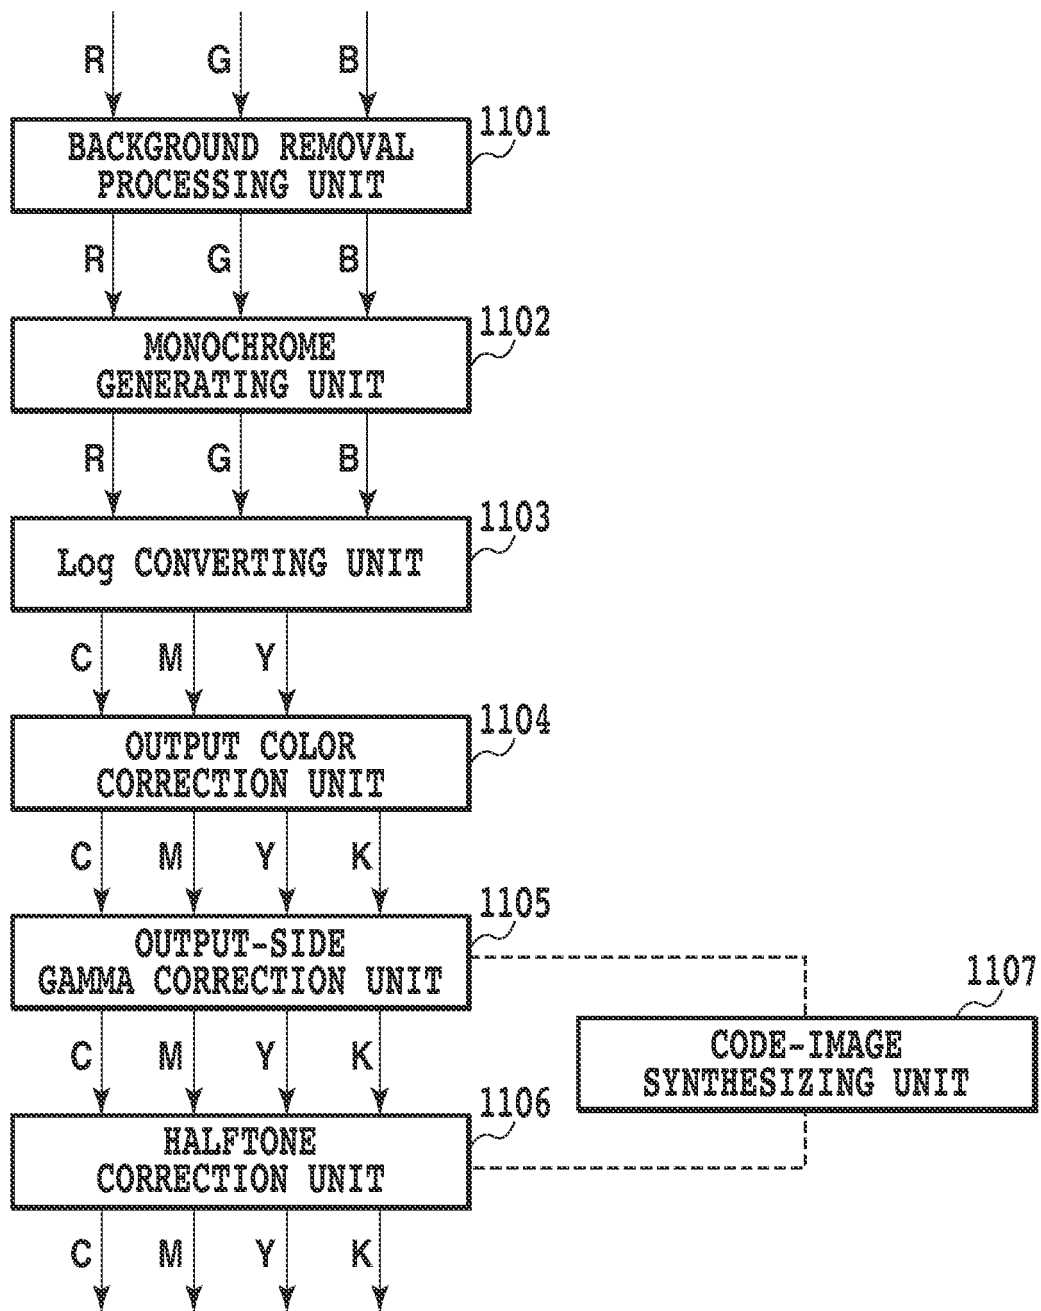 R G B
1101
BACKGROUND REMOVAL
PROCESSING UNIT
R G B
1102
MONOCHROME
GENERATING UNIT
R G B
1103
Log CONVERTING UNIT
C M Y
1104
OUTPUT COLOR
CORRECTION UNIT
C M Y K
1105
OUTPUT-SIDE
GAMMA CORRECTION UNIT
1107
CODE-IMAGE
SYNTHESIZING UNIT
C M Y K
1106
HALFTONE
CORRECTION UNIT
C M Y K